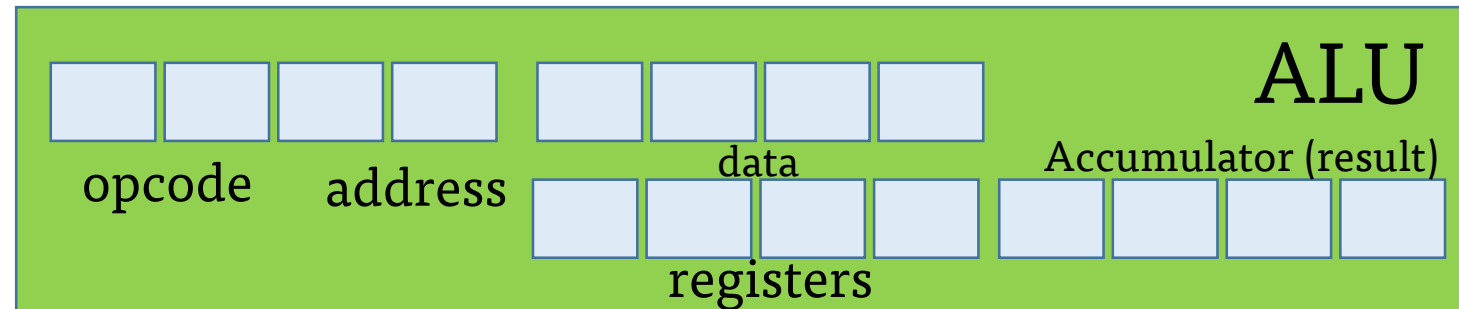 ALU
opcode
address
data
Accumulator (result)
registers